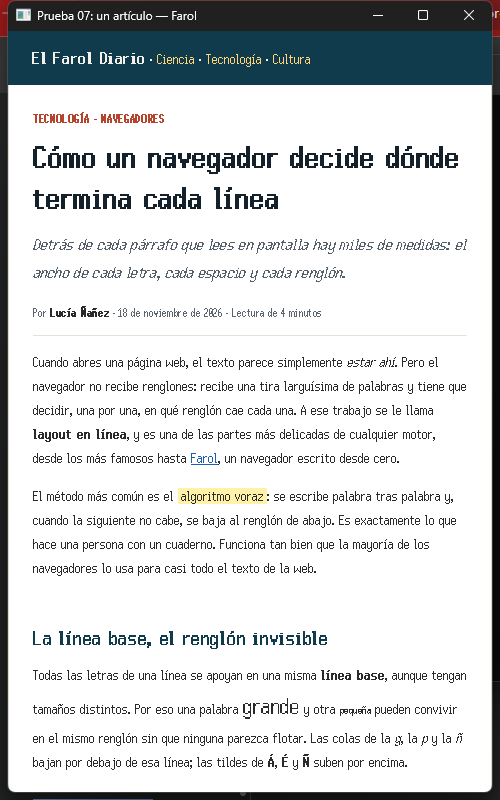 Prueba 07: un artículo — Farol
El Farol Diario · Ciencia · Tecnología · Cultura
TECNOLOGÍA · NAVEGADORES
Cómo un navegador decide dónde
termina cada línea
Detrás de cada párrafo que lees en pantalla hay miles de medidas: el
ancho de cada letra, cada espacio y cada renglón.
Por Lucía Ñañez · 18 de noviembre de 2026 · Lectura de 4 minutos
Cuando abres una página web, el texto parece simplemente estar ahí. Pero el
navegador no recibe renglones: recibe una tira larguísima de palabras y tiene que
decidir, una por una, en qué renglón cae cada una. A ese trabajo se le llama
layout en línea, y es una de las partes más delicadas de cualquier motor,
desde los más famosos hasta Farol, un navegador escrito desde cero.
El método más común es el algoritmo voraz: se escribe palabra tras palabra y,
cuando la siguiente no cabe, se baja al renglón de abajo. Es exactamente lo que
hace una persona con un cuaderno. Funciona tan bien que la mayoría de los
navegadores lo usa para casi todo el texto de la web.
La línea base, el renglón invisible
Todas las letras de una línea se apoyan en una misma línea base, aunque tengan
tamaños distintos. Por eso una palabra grande y otra pequeña pueden convivir
en el mismo renglón sin que ninguna parezca flotar. Las colas de la g, la p y la ñ
bajan por debajo de esa línea; las tildes de Á, É y Ñ suben por encima.